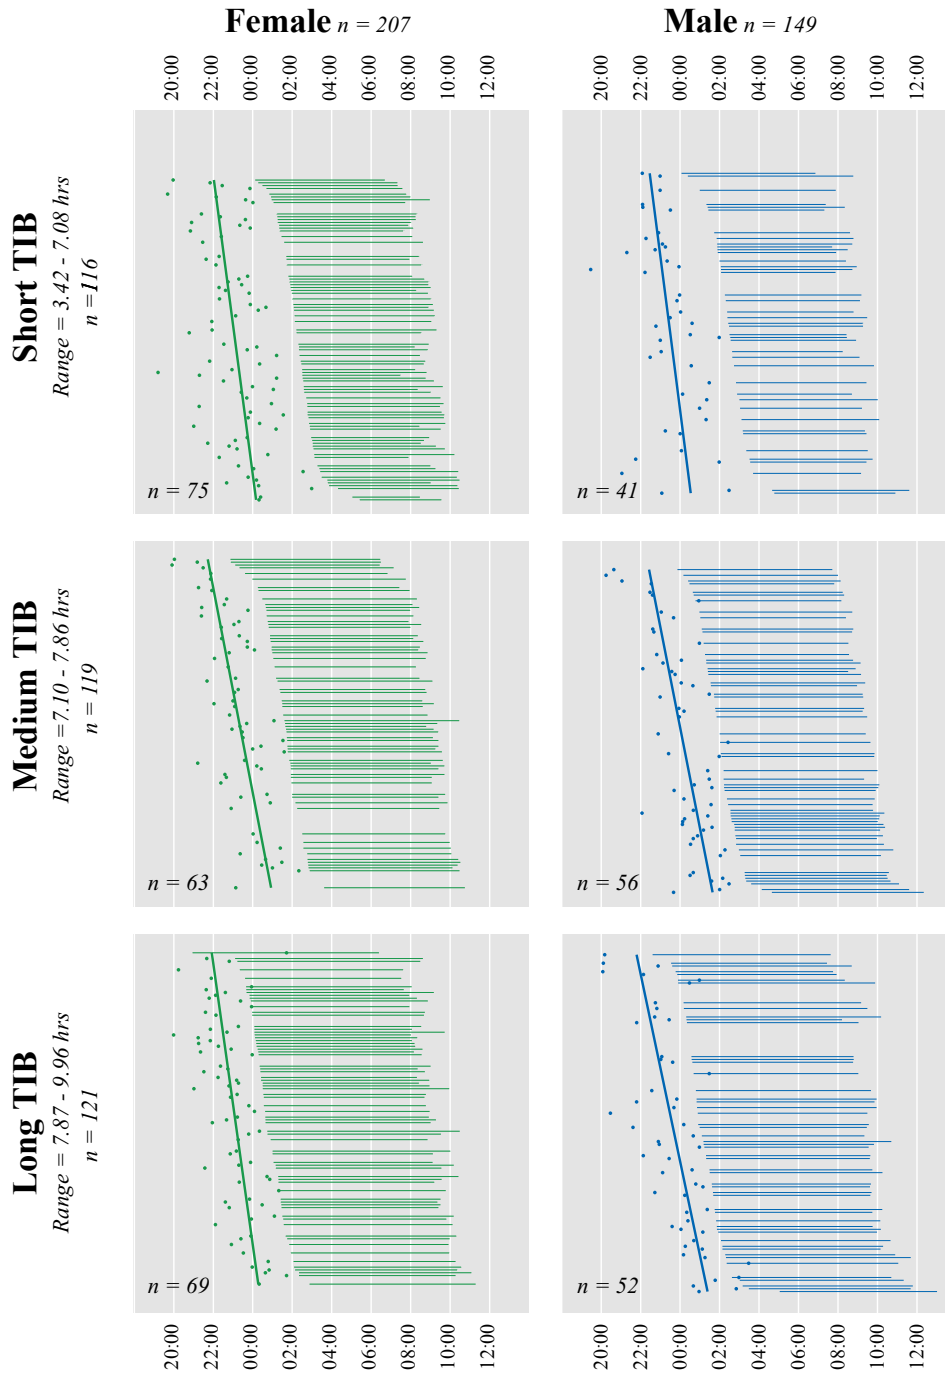 Female n = 207
Male n = 149
20:00 22:00 00:00 02:00 04:00 06:00 08:00 10:00 12:00
20:00 22:00 00:00 02:00 04:00 06:00 08:00 10:00 12:00
Short TIB
Range = 3.42 - 7.08 hrs
n =116
n = 75
n = 41
Medium TIB
Range =7.10 - 7.86 hrs
n = 119
n = 63
n = 56
Long TIB
Range = 7.87 - 9.96 hrs
n = 121
n = 69
n = 52
20:00 22:00 00:00 02:00 04:00 06:00 08:00 10:00 12:00
20:00 22:00 00:00 02:00 04:00 06:00 08:00 10:00 12:00